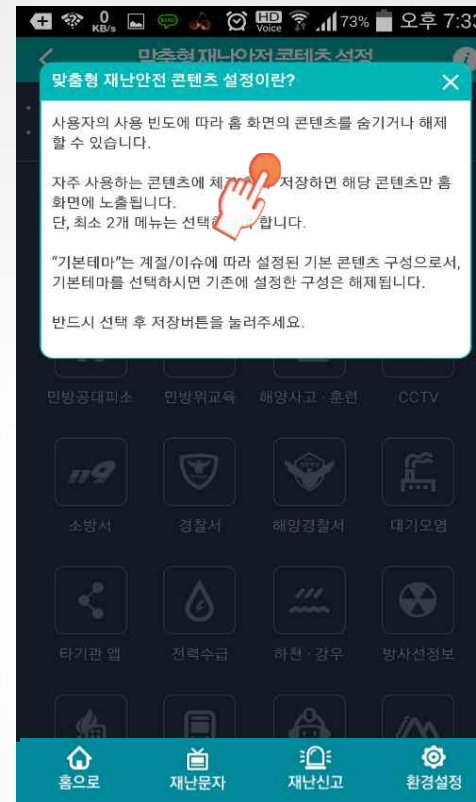 0
KB/s
HD
Voice
73%
오후 7:33
맞춤형 재난안전 콘텐츠 설정
맞춤형 재난안전 콘텐츠 설정이란?
사용자의 사용 빈도에 따라 홈 화면의 콘텐츠를 숨기거나 해제
할 수 있습니다.
자주 사용하는 콘텐츠에 저장하면 해당 콘텐츠만 홈
화면에 노출됩니다.
단, 최소 2개 메뉴는 합니다.
“기본테마”는 계절/이슈에 따라 설정된 기본 콘텐츠 구성으로서,
기본테마를 선택하시면 기존에 설정한 구성은 해제됩니다.
반드시 선택 후 저장버튼을 눌러주세요.
민방공대피소 민방위교육 해양사고·훈련 CCTV
119
소방서 경찰서 해양경찰서 대기오염
타기관 앱 전력수급 하천·강우 방사선정보
홈으로 재난문자 재난신고 환경설정